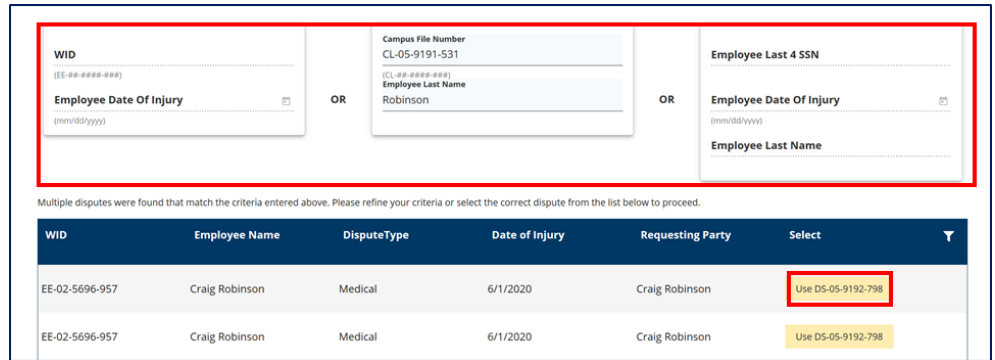 WID
(EE-##-####-###)
Employee Date Of Injury
(mm/dd/yyyy)
OR
Campus File Number
CL-05-9191-531
(CL-##-####-###)
Employee Last Name
Robinson
OR
Employee Last 4 SSN
Employee Date Of Injury
(mm/dd/yyyy)
Employee Last Name
Multiple disputes were found that match the criteria entered above. Please refine your criteria or select the correct dispute from the list below to proceed.
WID Employee Name DisputeType Date of Injury Requesting Party Select
EE-02-5696-957 Craig Robinson Medical 6/1/2020 Craig Robinson Use DS-05-9192-798
EE-02-5696-957 Craig Robinson Medical 6/1/2020 Craig Robinson Use DS-05-9192-798